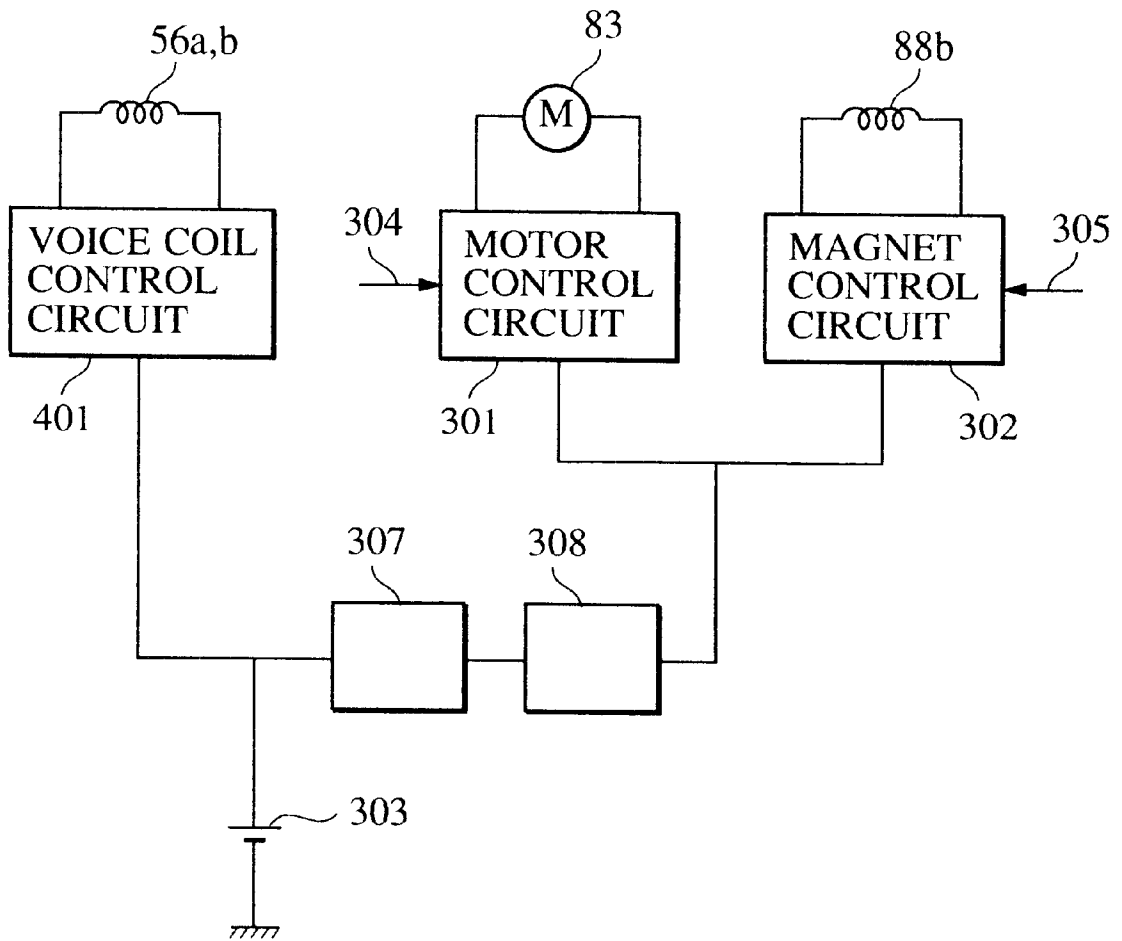 56a,b
83
88b
M
304
305
VOICE COIL
CONTROL
CIRCUIT
MOTOR
CONTROL
CIRCUIT
MAGNET
CONTROL
CIRCUIT
401
301
302
307
308
303